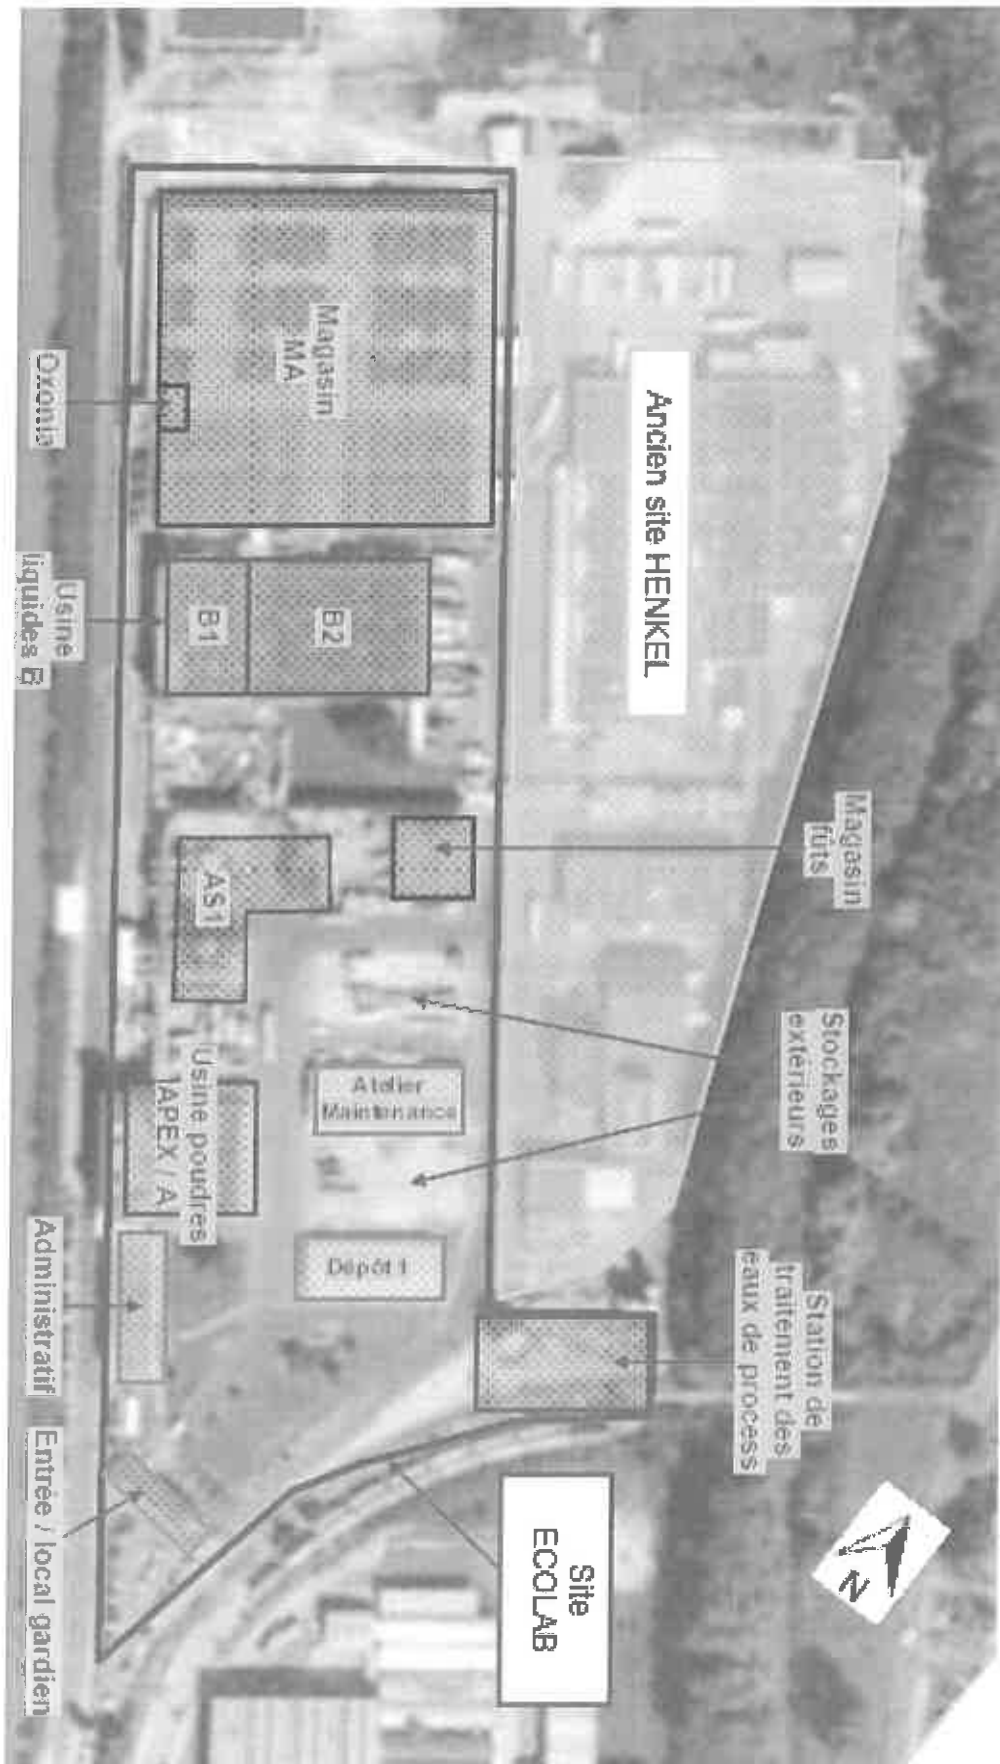 Ancien site HENKEL
Magasin
MA
Oxonia
Usine
liquides B
B1
B2
Magasin
fûts
AS1
Stockages
extérieurs
Atelier
Maintenance
Usine poudres
APEX / A
Dépôt 1
Station de
traitement des
eaux de process
Administratif
Entrée / local gardien
Site
ECOLAB
N